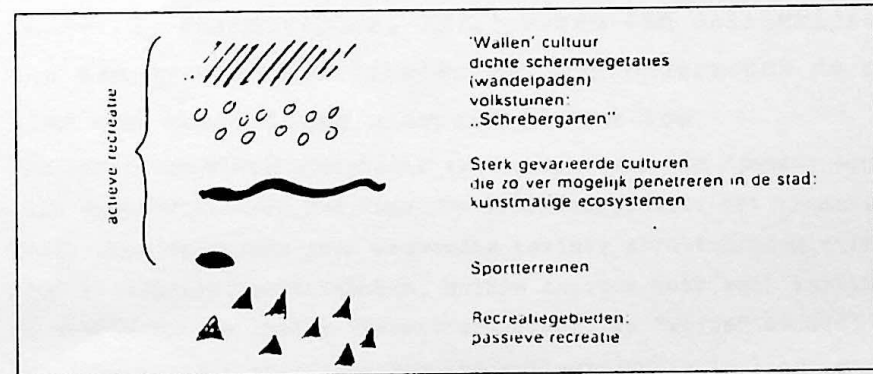 actieve recreatie
'Wallen' cultuur
dichte schermvegetaties
(wandelpaden)
volkstuinen:
„Schrebergarten"
Sterk gevarieerde culturen
die zo ver mogelijk penetreren in de stad:
kunstmatige ecosystemen
Sportterreinen
Recreatiegebieden:
passieve recreatie